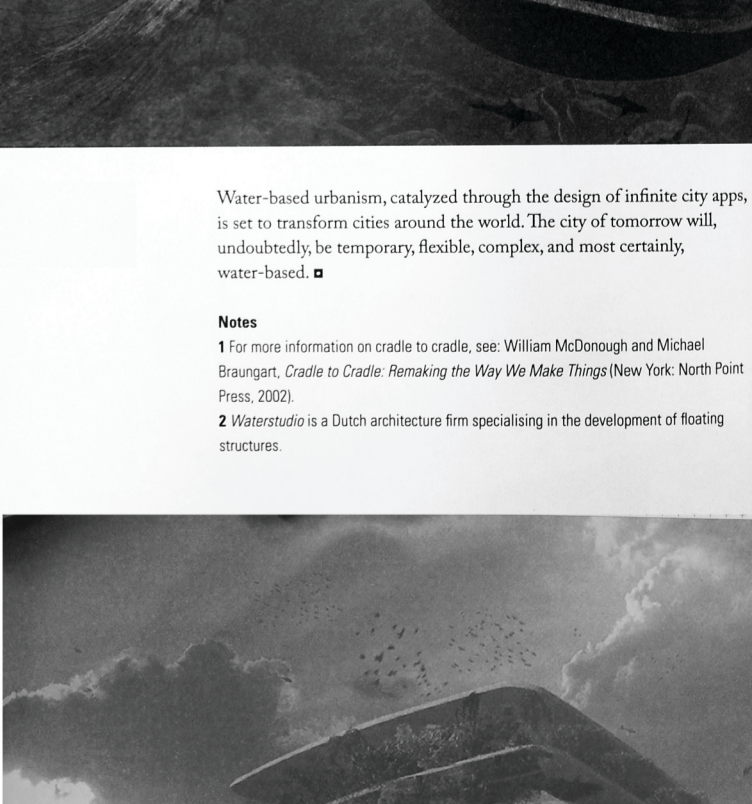 Water-based urbanism, catalyzed through the design of infinite city apps,
is set to transform cities around the world. The city of tomorrow will,
undoubtedly, be temporary, flexible, complex, and most certainly,
water-based.
Notes
1 For more information on cradle to cradle, see: William McDonough and Michael
Braungart, Cradle to Cradle: Remaking the Way We Make Things (New York: North Point
Press, 2002).
2 Waterstudio is a Dutch architecture firm specialising in the development of floating
structures.